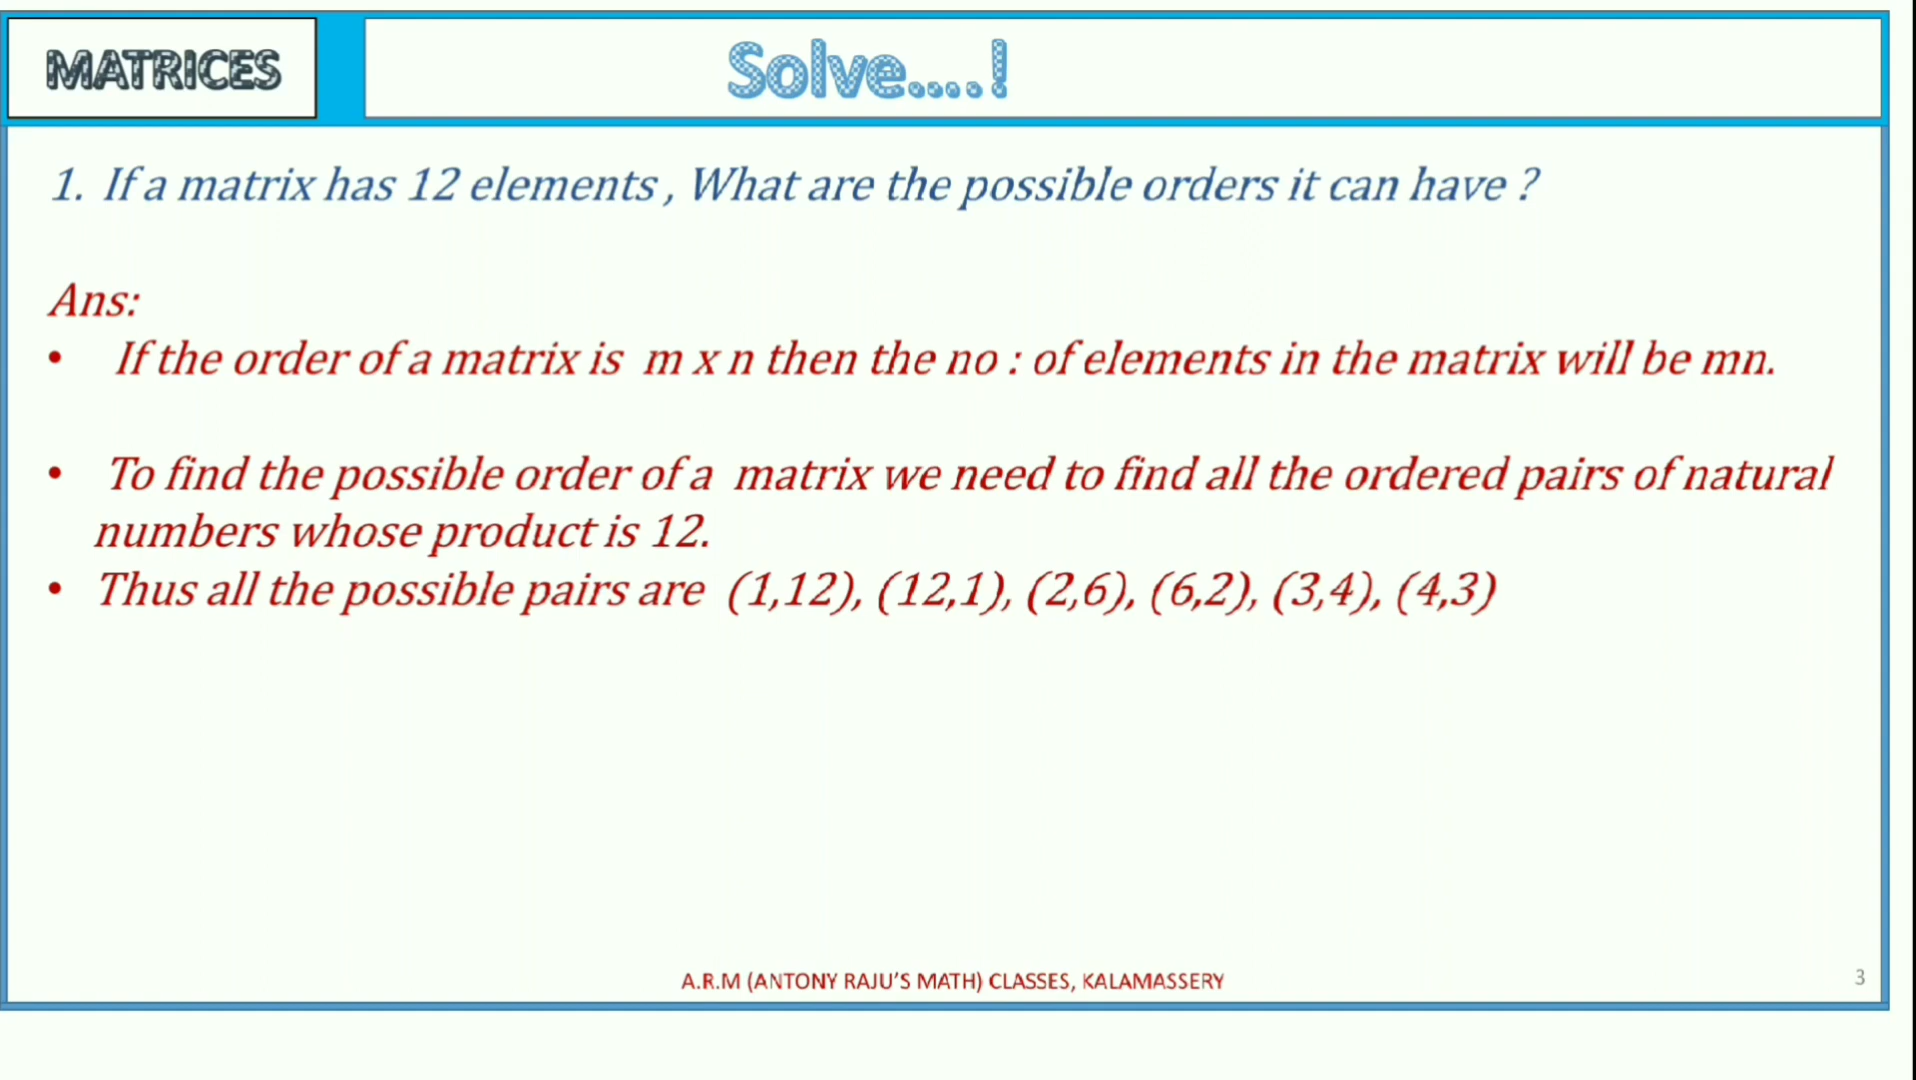 MATRICES
Solve....!
1. If a matrix has 12 elements , What are the possible orders it can have ?
Ans:
• If the order of a matrix is m x n then the no : of elements in the matrix will be mn.
• To find the possible order of a matrix we need to find all the ordered pairs of natural
numbers whose product is 12.
• Thus all the possible pairs are (1,12), (12,1), (2,6), (6,2), (3,4), (4,3)
A.R.M (ANTONY RAJU'S MATH) CLASSES, KALAMASSERY
3